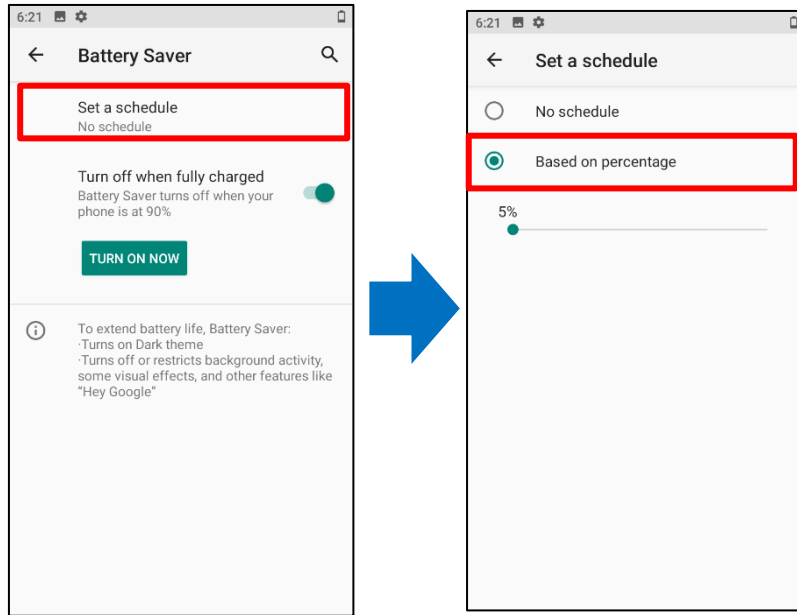 6:21
Battery Saver
Set a schedule
No schedule
Turn off when fully charged
Battery Saver turns off when your
phone is at 90%
TURN ON NOW
To extend battery life, Battery Saver:
·Turns on Dark theme
·Turns off or restricts background activity,
some visual effects, and other features like
“Hey Google”
6:21
Set a schedule
No schedule
Based on percentage
5%